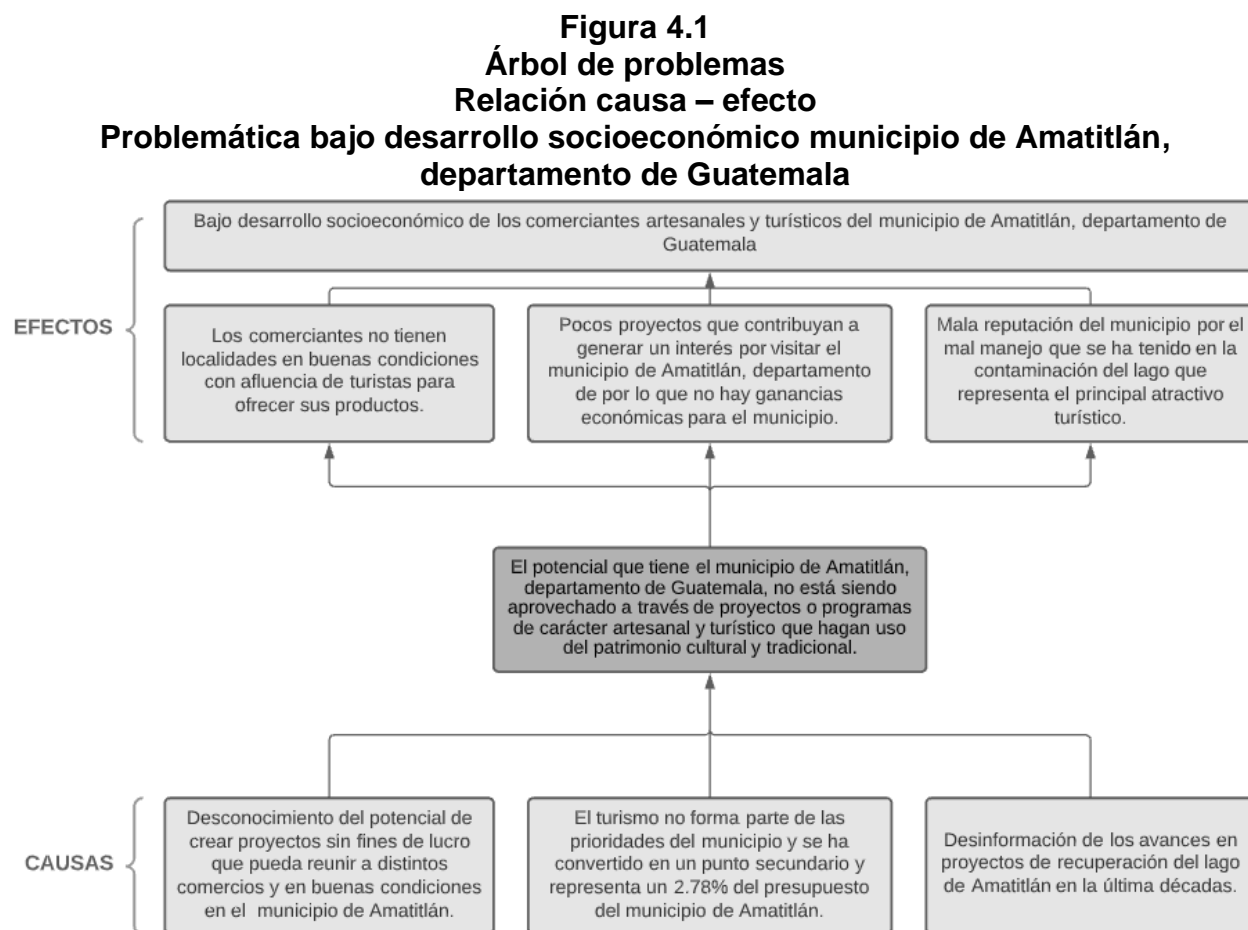 Figura 4.1
Árbol de problemas
Relación causa – efecto
Problemática bajo desarrollo socioeconómico municipio de Amatitlán,
departamento de Guatemala
Bajo desarrollo socioeconómico de los comerciantes artesanales y turísticos del municipio de Amatitlán, departamento de
Guatemala
EFECTOS
Los comerciantes no tienen
localidades en buenas condiciones
con afluencia de turistas para
ofrecer sus productos.
Pocos proyectos que contribuyan a
generar un interés por visitar el
municipio de Amatitlán, departamento
de por lo que no hay ganancias
económicas para el municipio.
Mala reputación del municipio por el
mal manejo que se ha tenido en la
contaminación del lago que
representa el principal atractivo
turístico.
El potencial que tiene el municipio de Amatitlán,
departamento de Guatemala, no está siendo
aprovechado a través de proyectos o programas
de carácter artesanal y turístico que hagan uso
del patrimonio cultural y tradicional.
CAUSAS
Desconocimiento del potencial de
crear proyectos sin fines de lucro
que pueda reunir a distintos
comercios y en buenas condiciones
en el municipio de Amatitlán.
El turismo no forma parte de las
prioridades del municipio y se ha
convertido en un punto secundario y
representa un 2.78% del presupuesto
del municipio de Amatitlán.
Desinformación de los avances en
proyectos de recuperación del lago
de Amatitlán en la última décadas.